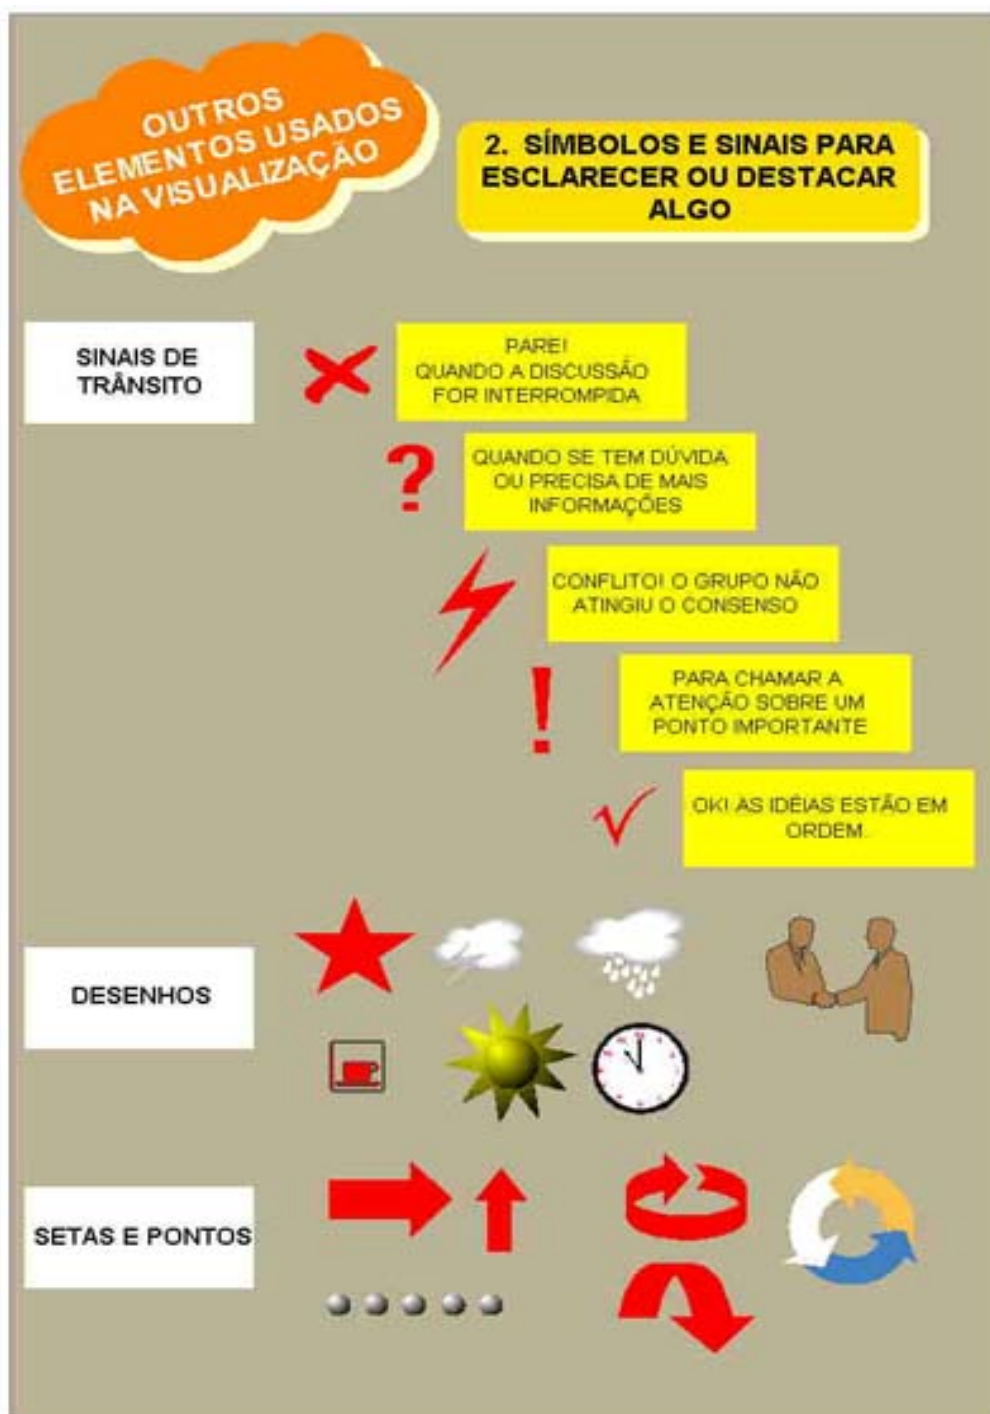 OUTROS
ELEMENTOS USADOS
NA VISUALIZAÇÃO
2. SÍMBOLOS E SINAIS PARA
ESCLARECER OU DESTACAR
ALGO
SINAIS DE
TRÂNSITO
PARE!
QUANDO A DISCUSSÃO
FOR INTERROMPIDA
?
QUANDO SE TEM DÚVIDA
OU PRECISA DE MAIS
INFORMAÇÕES
CONFLITO! O GRUPO NÃO
ATINGIU O CONSENSO
!
PARA CHAMAR A
ATENÇÃO SOBRE UM
PONTO IMPORTANTE
OK! AS IDÉIAS ESTÃO EM
ORDEM.
DESENHOS
SETAS E PONTOS